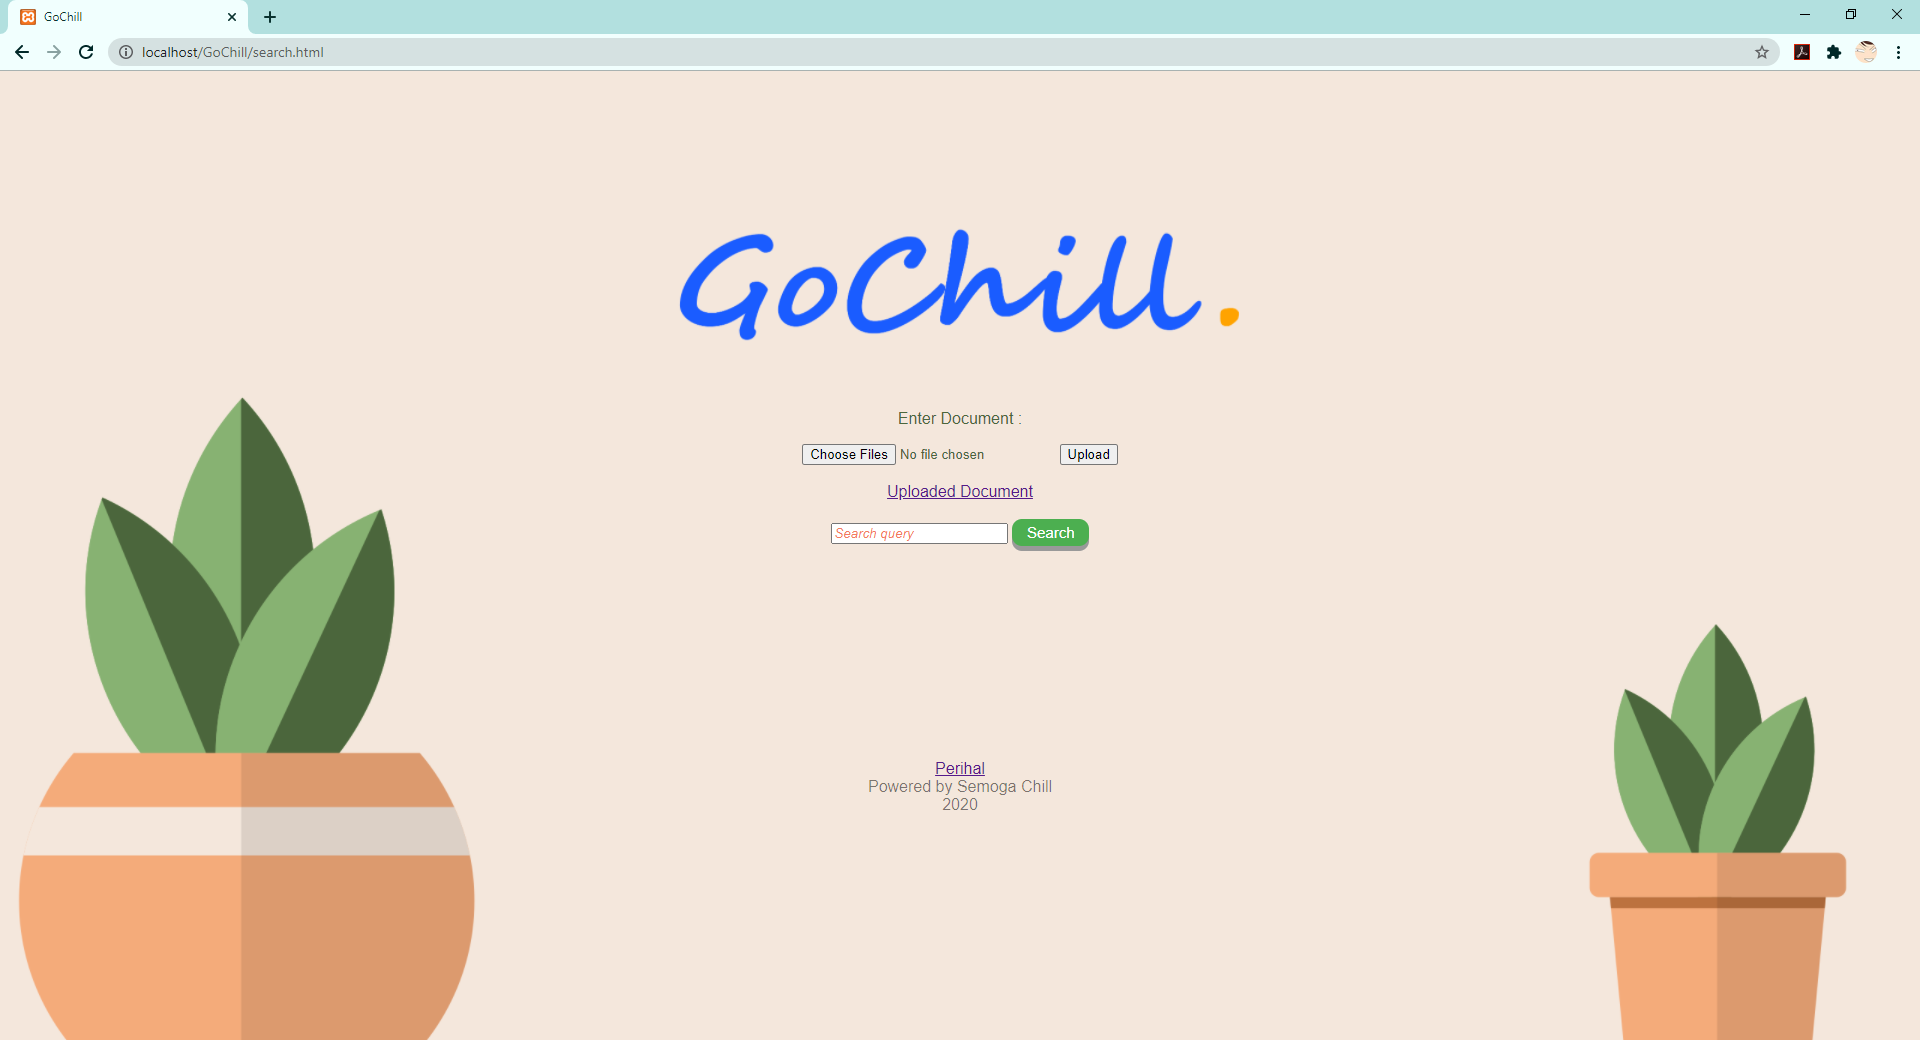 GoChill
localhost/GoChill/search.html
GoChill.
Enter Document :
Choose Files No file chosen Upload
Uploaded Document
Search query Search
Perihal
Powered by Semoga Chill
2020